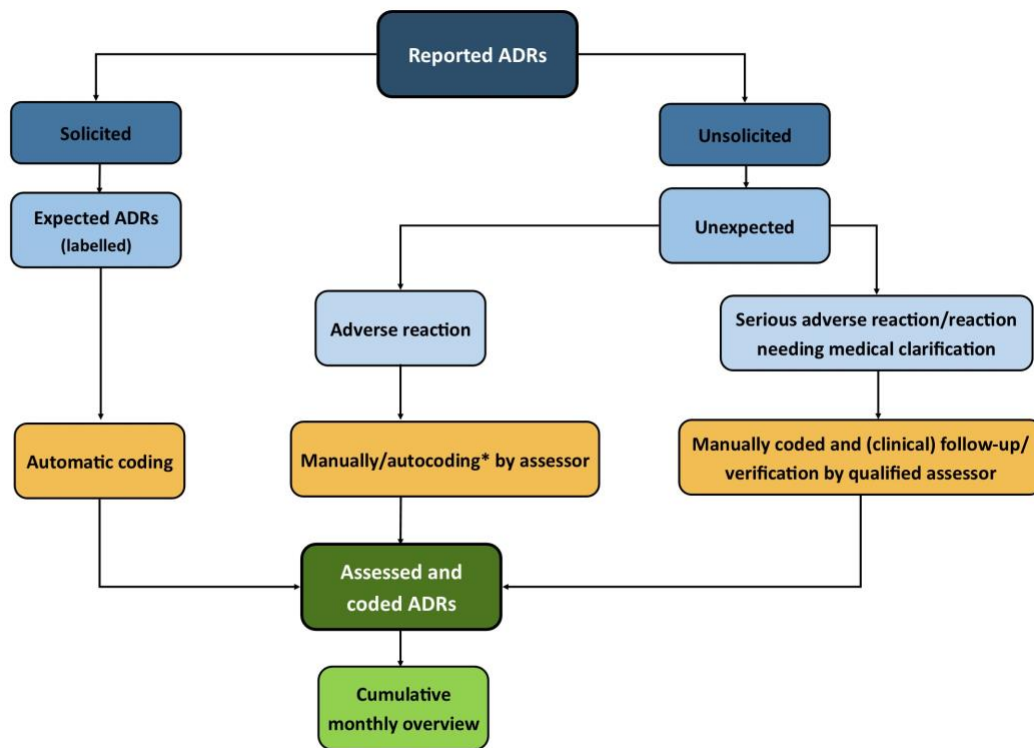 Reported ADRs
Solicited
Unsolicited
Expected ADRs
(labelled)
Unexpected
Adverse reaction
Serious adverse reaction/reaction
needing medical clarification
Automatic coding
Manually/autocoding* by assessor
Manually coded and (clinical) follow-up/
verification by qualified assessor
Assessed and
coded ADRs
Cumulative
monthly overview